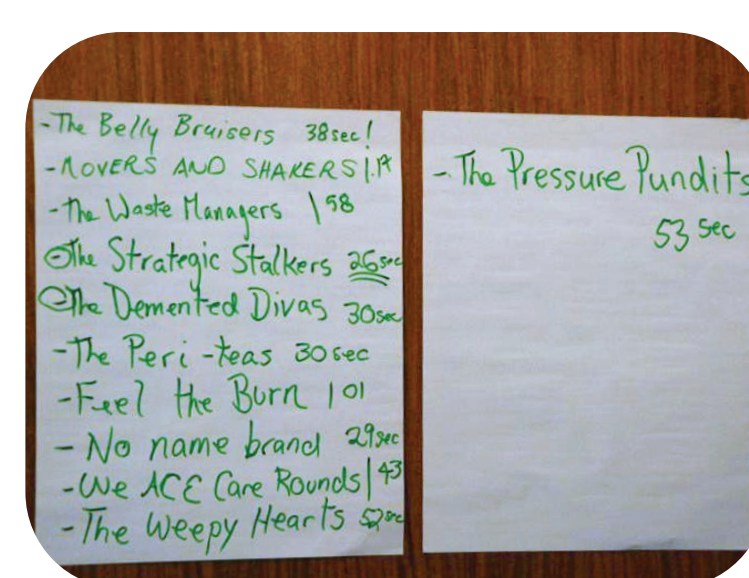 - The Belly Bruisers 38sec!
- MOVERS AND SHAKERS 1.17
- The Waste Managers 1 58
- The Strategic Stalkers 26sec
- The Demented Divas 30sec
- The Peri-teas 30sec
- Feel the Burn 1 01
- No name brand 29sec
- We ACE Care Rounds 1 43
- The Weepy Hearts 52sec
- The Pressure Pundits
53 sec